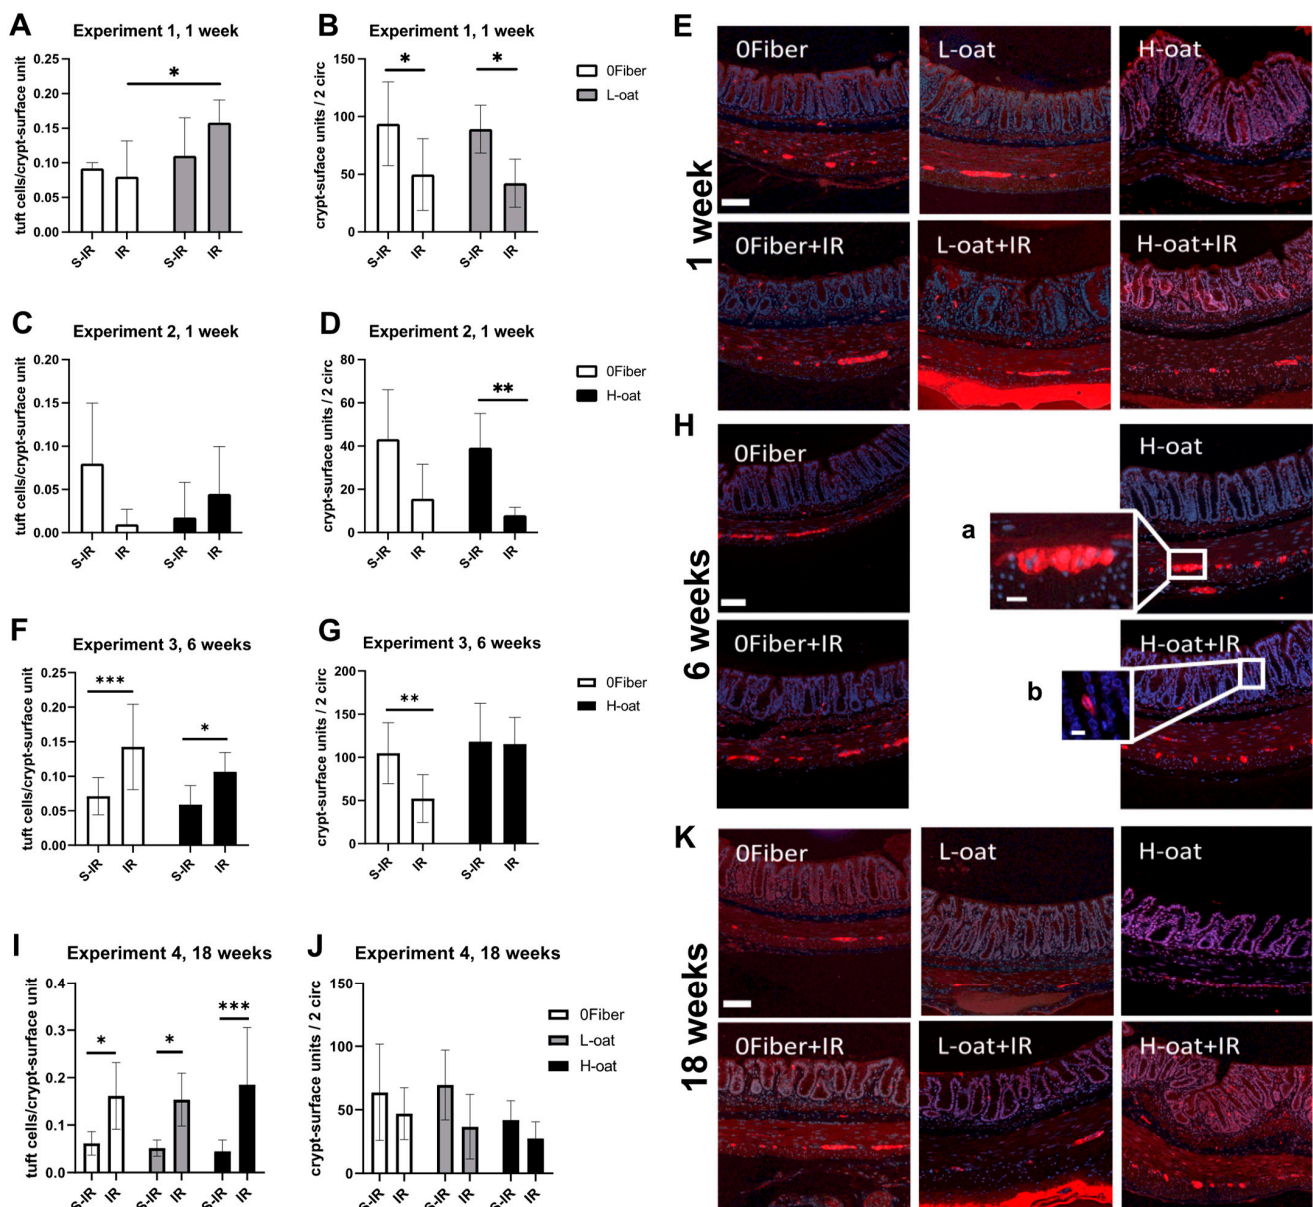 A
Experiment 1, 1 week
tuft cells/crypt-surface unit
0.25
0.20
0.15
0.10
0.05
0.00
*
S-IR
IR
S-IR
IR
B
Experiment 1, 1 week
crypt-suface units / 2 circ
150
100
50
0
*
*
S-IR
IR
S-IR
IR
0Fiber
L-oat
C
Experiment 2, 1 week
tuft cells/crypt-surface unit
0.20
0.15
0.10
0.05
0.00
S-IR
IR
S-IR
IR
D
Experiment 2, 1 week
crypt-surface units / 2 circ
80
60
40
20
0
**
S-IR
IR
S-IR
IR
0Fiber
H-oat
E
1 week
0Fiber
L-oat
H-oat
0Fiber+IR
L-oat+IR
H-oat+IR
F
Experiment 3, 6 weeks
tuft cells/crypt-surface unit
0.25
0.20
0.15
0.10
0.05
0.00
***
*
S-IR
IR
S-IR
IR
G
Experiment 3, 6 weeks
crypt-surface units / 2 circ
200
150
100
50
0
**
S-IR
IR
S-IR
IR
0Fiber
H-oat
H
6 weeks
0Fiber
H-oat
a
0Fiber+IR
H-oat+IR
b
I
Experiment 4, 18 weeks
tuft cells/crypt-surface unit
0.4
0.3
0.2
0.1
0.0
*
*
***
S-IR
IR
S-IR
IR
S-IR
IR
J
Experiment 4, 18 weeks
crypt-surface units / 2 circ
150
100
50
0
S-IR
IR
S-IR
IR
S-IR
IR
0Fiber
L-oat
H-oat
K
18 weeks
0Fiber
L-oat
H-oat
0Fiber+IR
L-oat+IR
H-oat+IR